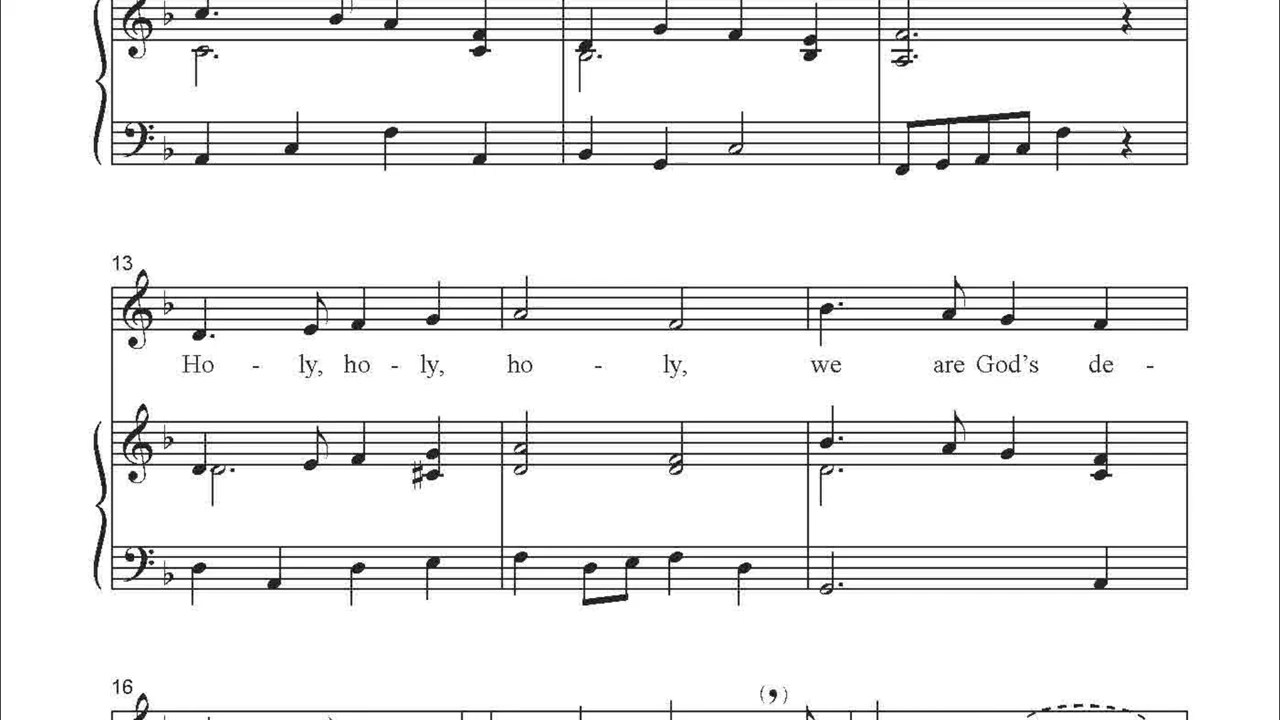 13
Ho - ly, ho - ly, ho - ly, we are God's de -
16
(,)